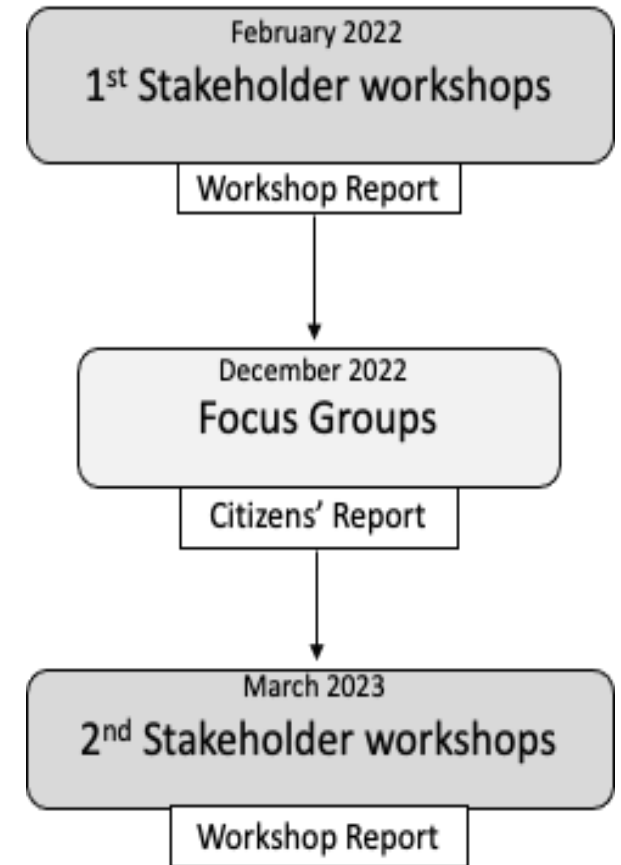 February 2022
1st Stakeholder workshops
Workshop Report
December 2022
Focus Groups
Citizens’ Report
March 2023
2nd Stakeholder workshops
Workshop Report